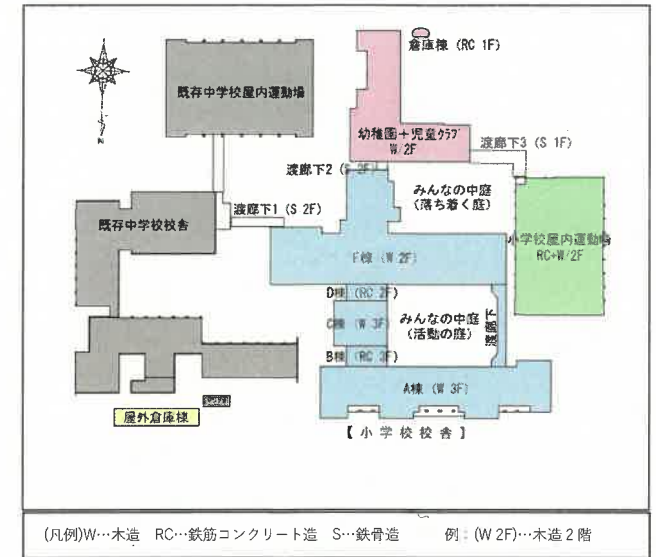 倉庫棟 (RC 1F)
既存中学校屋内運動場
幼稚園+児童クラブ
W/2F
渡廊下3 (S 1F)
渡廊下2 (S 2F)
みんなの中庭
(落ち着く庭)
渡廊下1 (S 2F)
既存中学校校舎
小学校屋内運動場
RC+W/2F
F棟 (W 2F)
D棟 (RC 2F)
C棟 (W 3F)
みんなの中庭
(活動の庭)
渡廊下
B棟 (RC 3F)
A棟 (W 3F)
屋外倉庫棟
【小学校校舎】
(凡例)W…木造 RC…鉄筋コンクリート造 S…鉄骨造 例:(W 2F)…木造2階